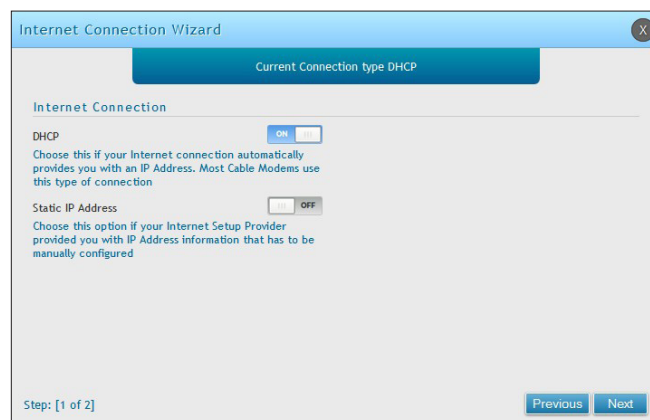 Internet Connection Wizard
X
Current Connection type DHCP
Internet Connection
DHCP
ON
Choose this if your Internet connection automatically
provides you with an IP Address. Most Cable Modems use
this type of connection
Static IP Address
OFF
Choose this option if your Internet Setup Provider
provided you with IP Address information that has to be
manually configured
Step: [1 of 2]
Previous
Next